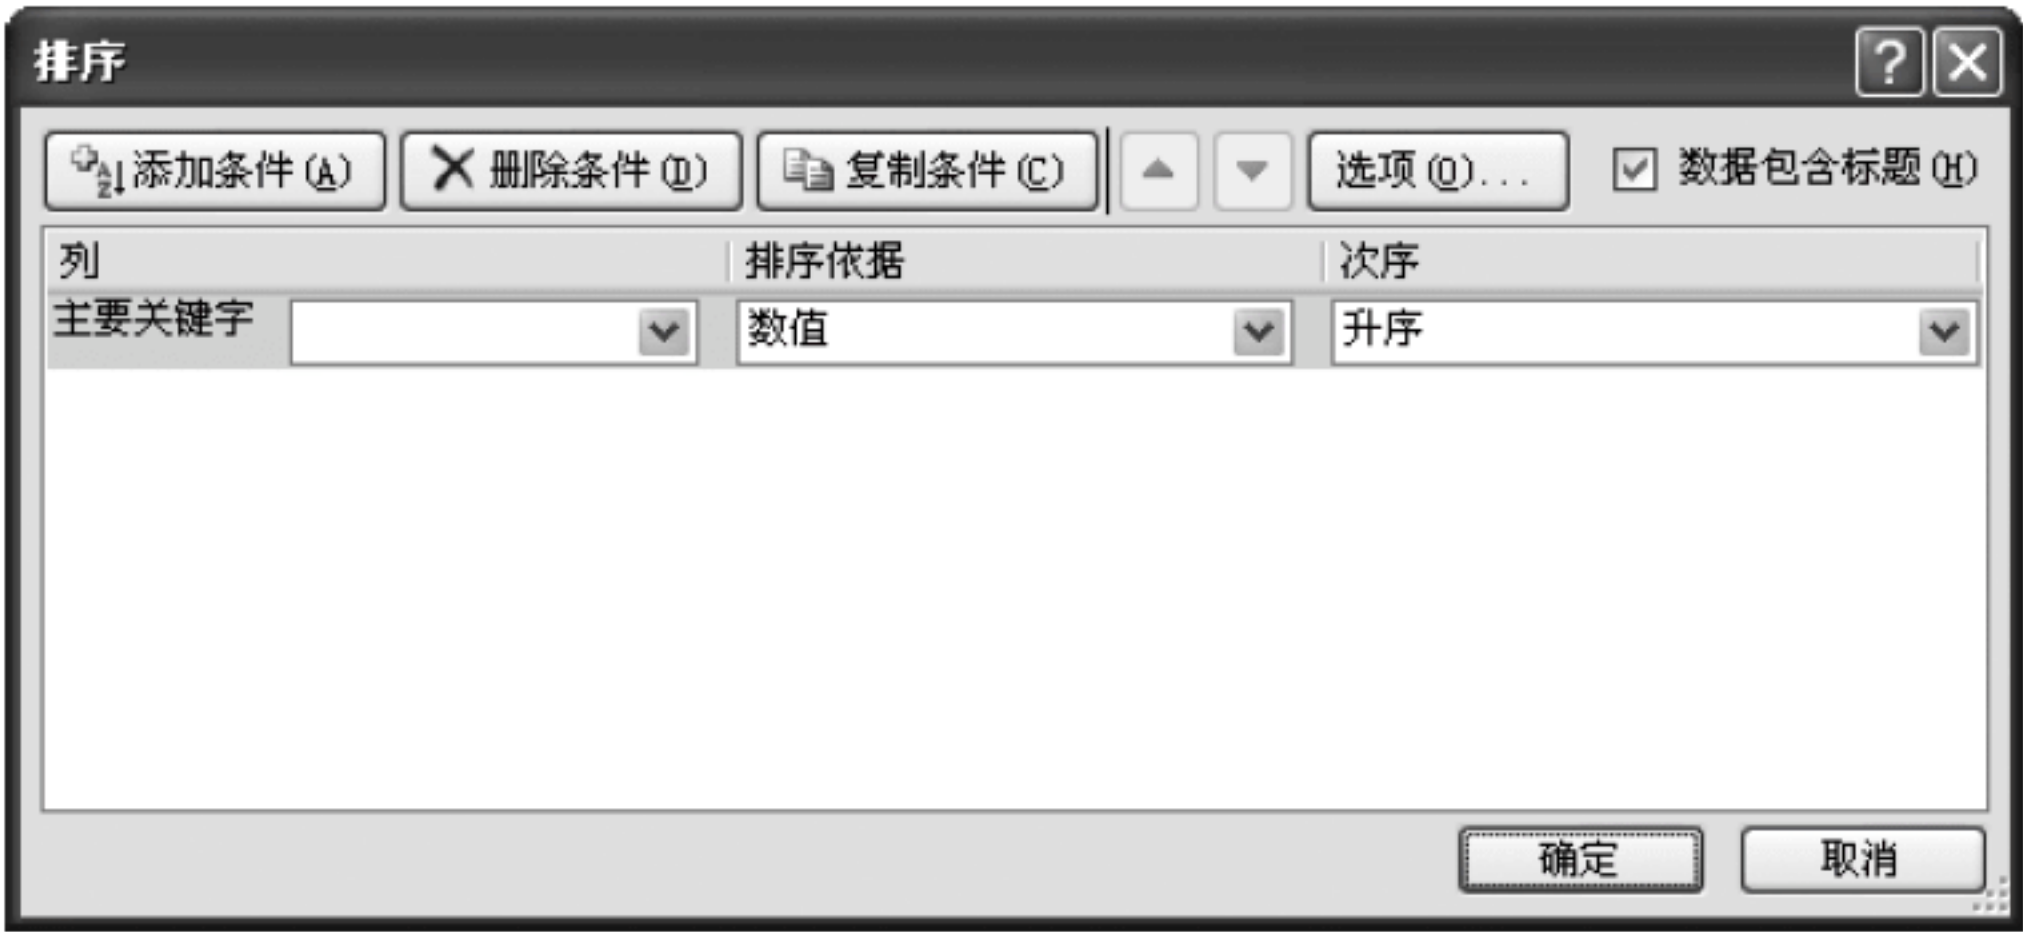 排序
添加条件(A) 删除条件(D) 复制条件(C) 选项(O)... 数据包含标题(H)
列 排序依据 次序
主要关键字 数值 升序
确定 取消